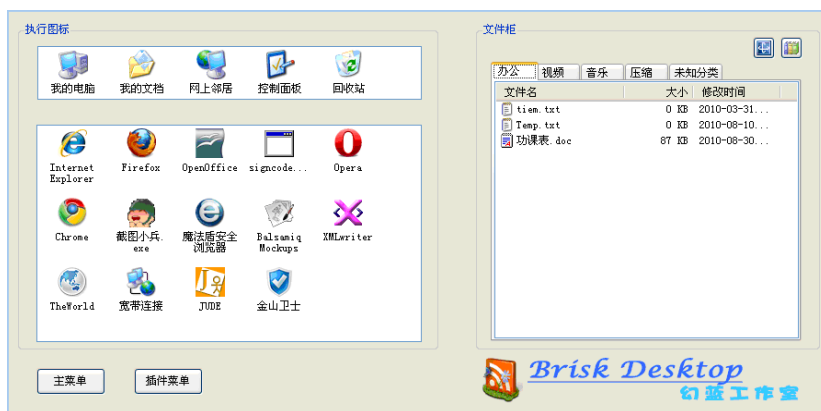 执行图标
我的电脑 我的文档 网上邻居 控制面板 回收站
Internet Explorer Firefox OpenOffice signcode... Opera
Chrome 截图小兵.exe 魔法盾安全浏览器 Balsamiq Mockups XMLwriter
TheWorld 宽带连接 JUDE 金山卫士
主菜单 插件菜单
文件柜
办公 视频 音乐 压缩 未知分类
文件名 大小 修改时间
tiem.txt 0 KB 2010-03-31...
Temp.txt 0 KB 2010-08-10...
功课表.doc 87 KB 2010-08-30...
Brisk Desktop
幻蓝工作室